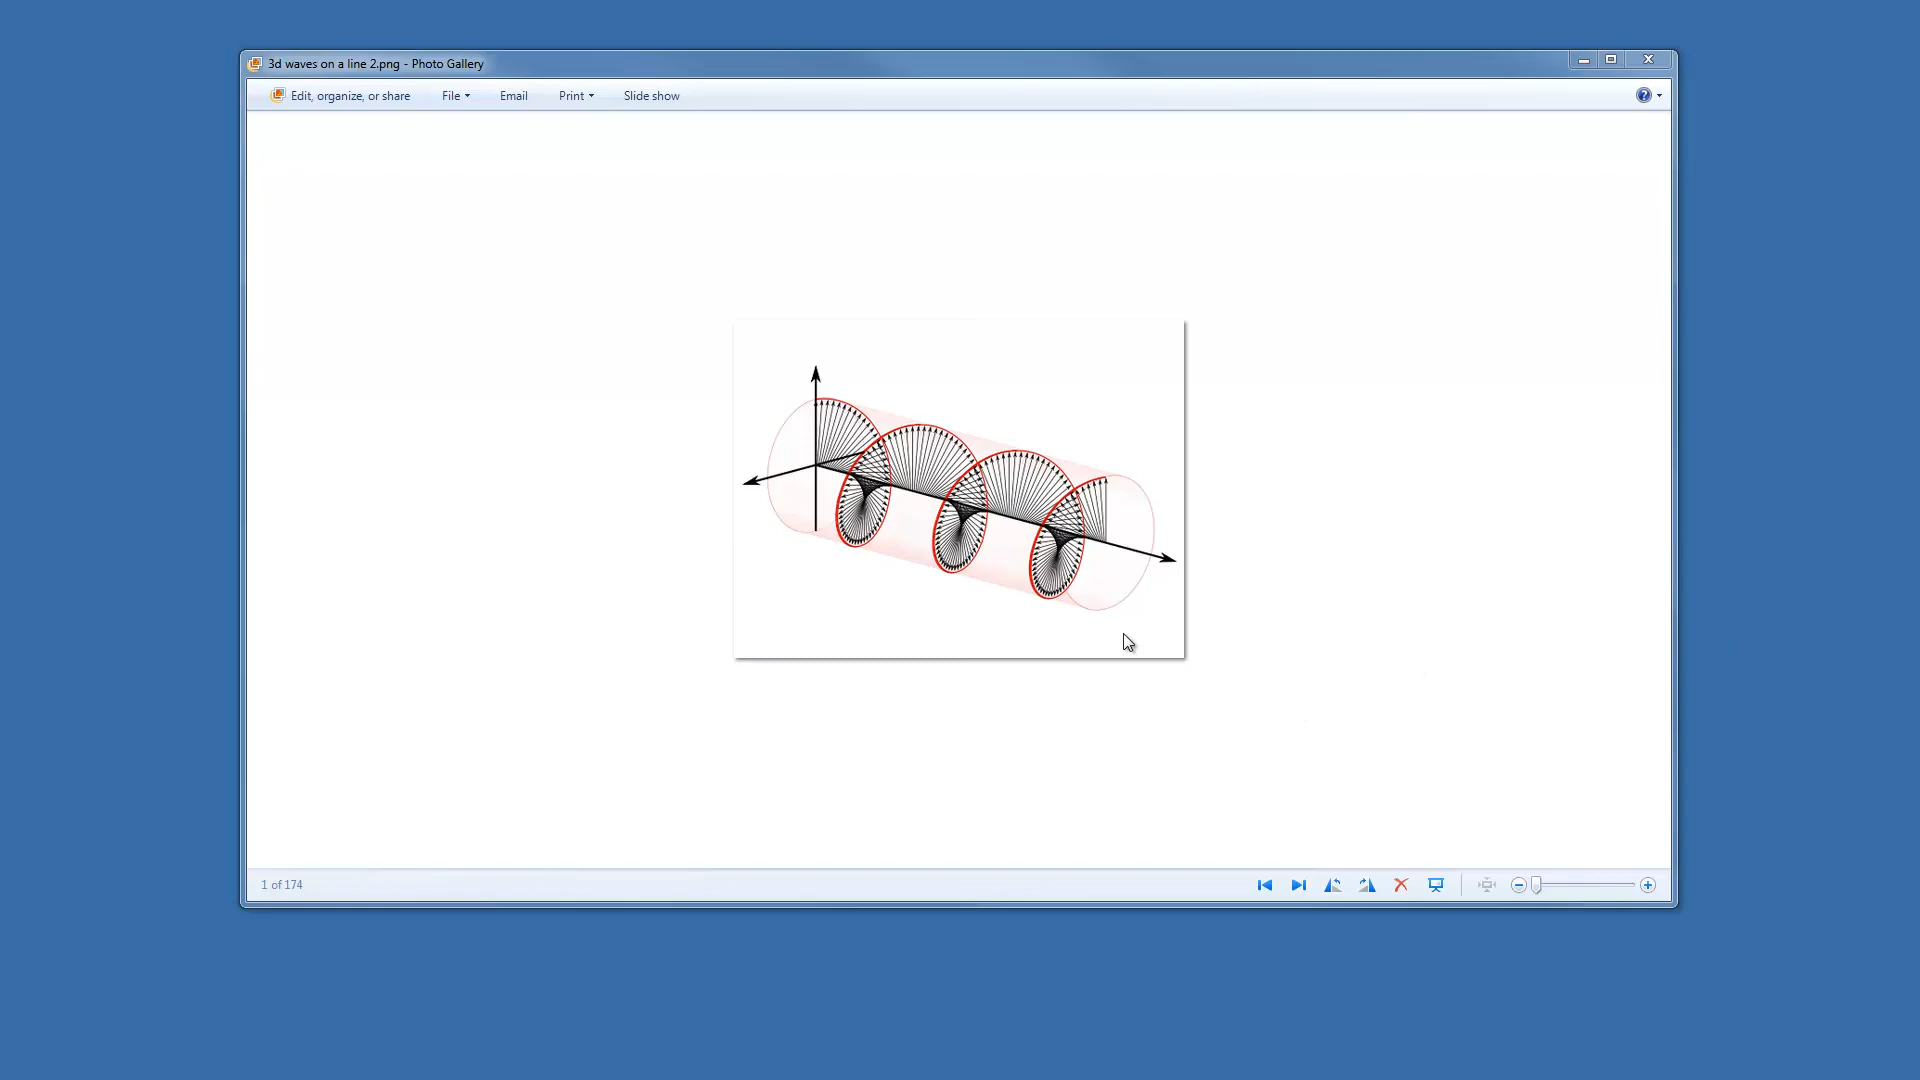 3d waves on a line 2.png - Photo Gallery
Edit, organize, or share File Email Print Slide show
1 of 174